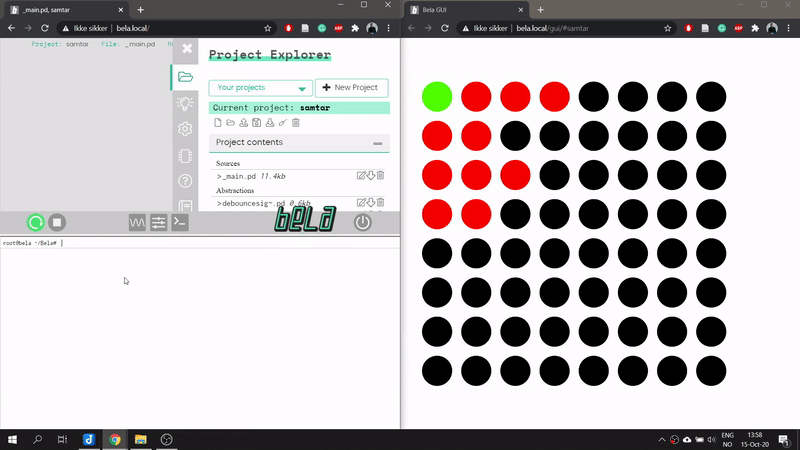 _main.pd, samtar
Ikke sikker | bela.local/
Project: samtar File: _main.pd
Project Explorer
Your projects
New Project
Current project: samtar
Project contents
Sources
>_main.pd 11.4kb
Abstractions
>debouncesig~.pd 0.6kb
bela
root@bela ~/Bela#
Bela GUI
Ikke sikker | bela.local/gui/#samtar
ENG
NO
13:58
15-Oct-20